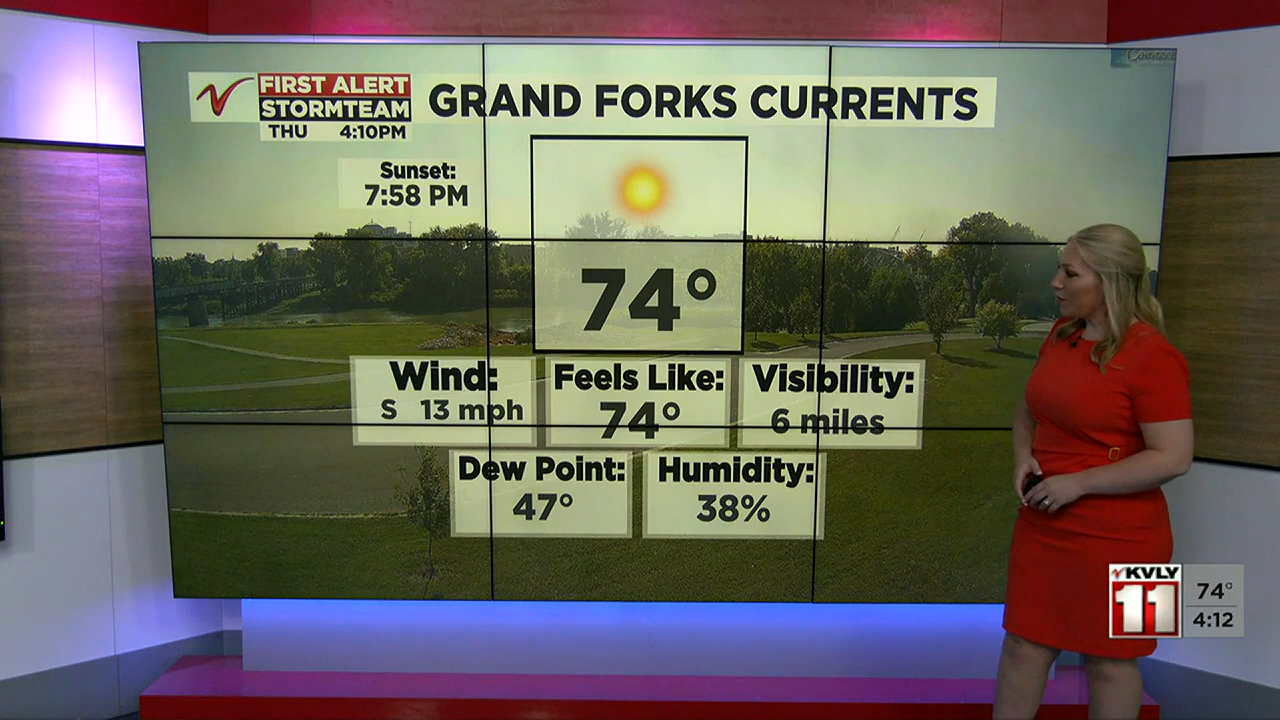 FIRST ALERT
STORMTEAM
THU 4:10PM
GRAND FORKS CURRENTS
Sunset:
7:58 PM
74°
Wind:
S 13 mph
Feels Like:
74°
Visibility:
6 miles
Dew Point:
47°
Humidity:
38%
KVLY
11
74°
4:12